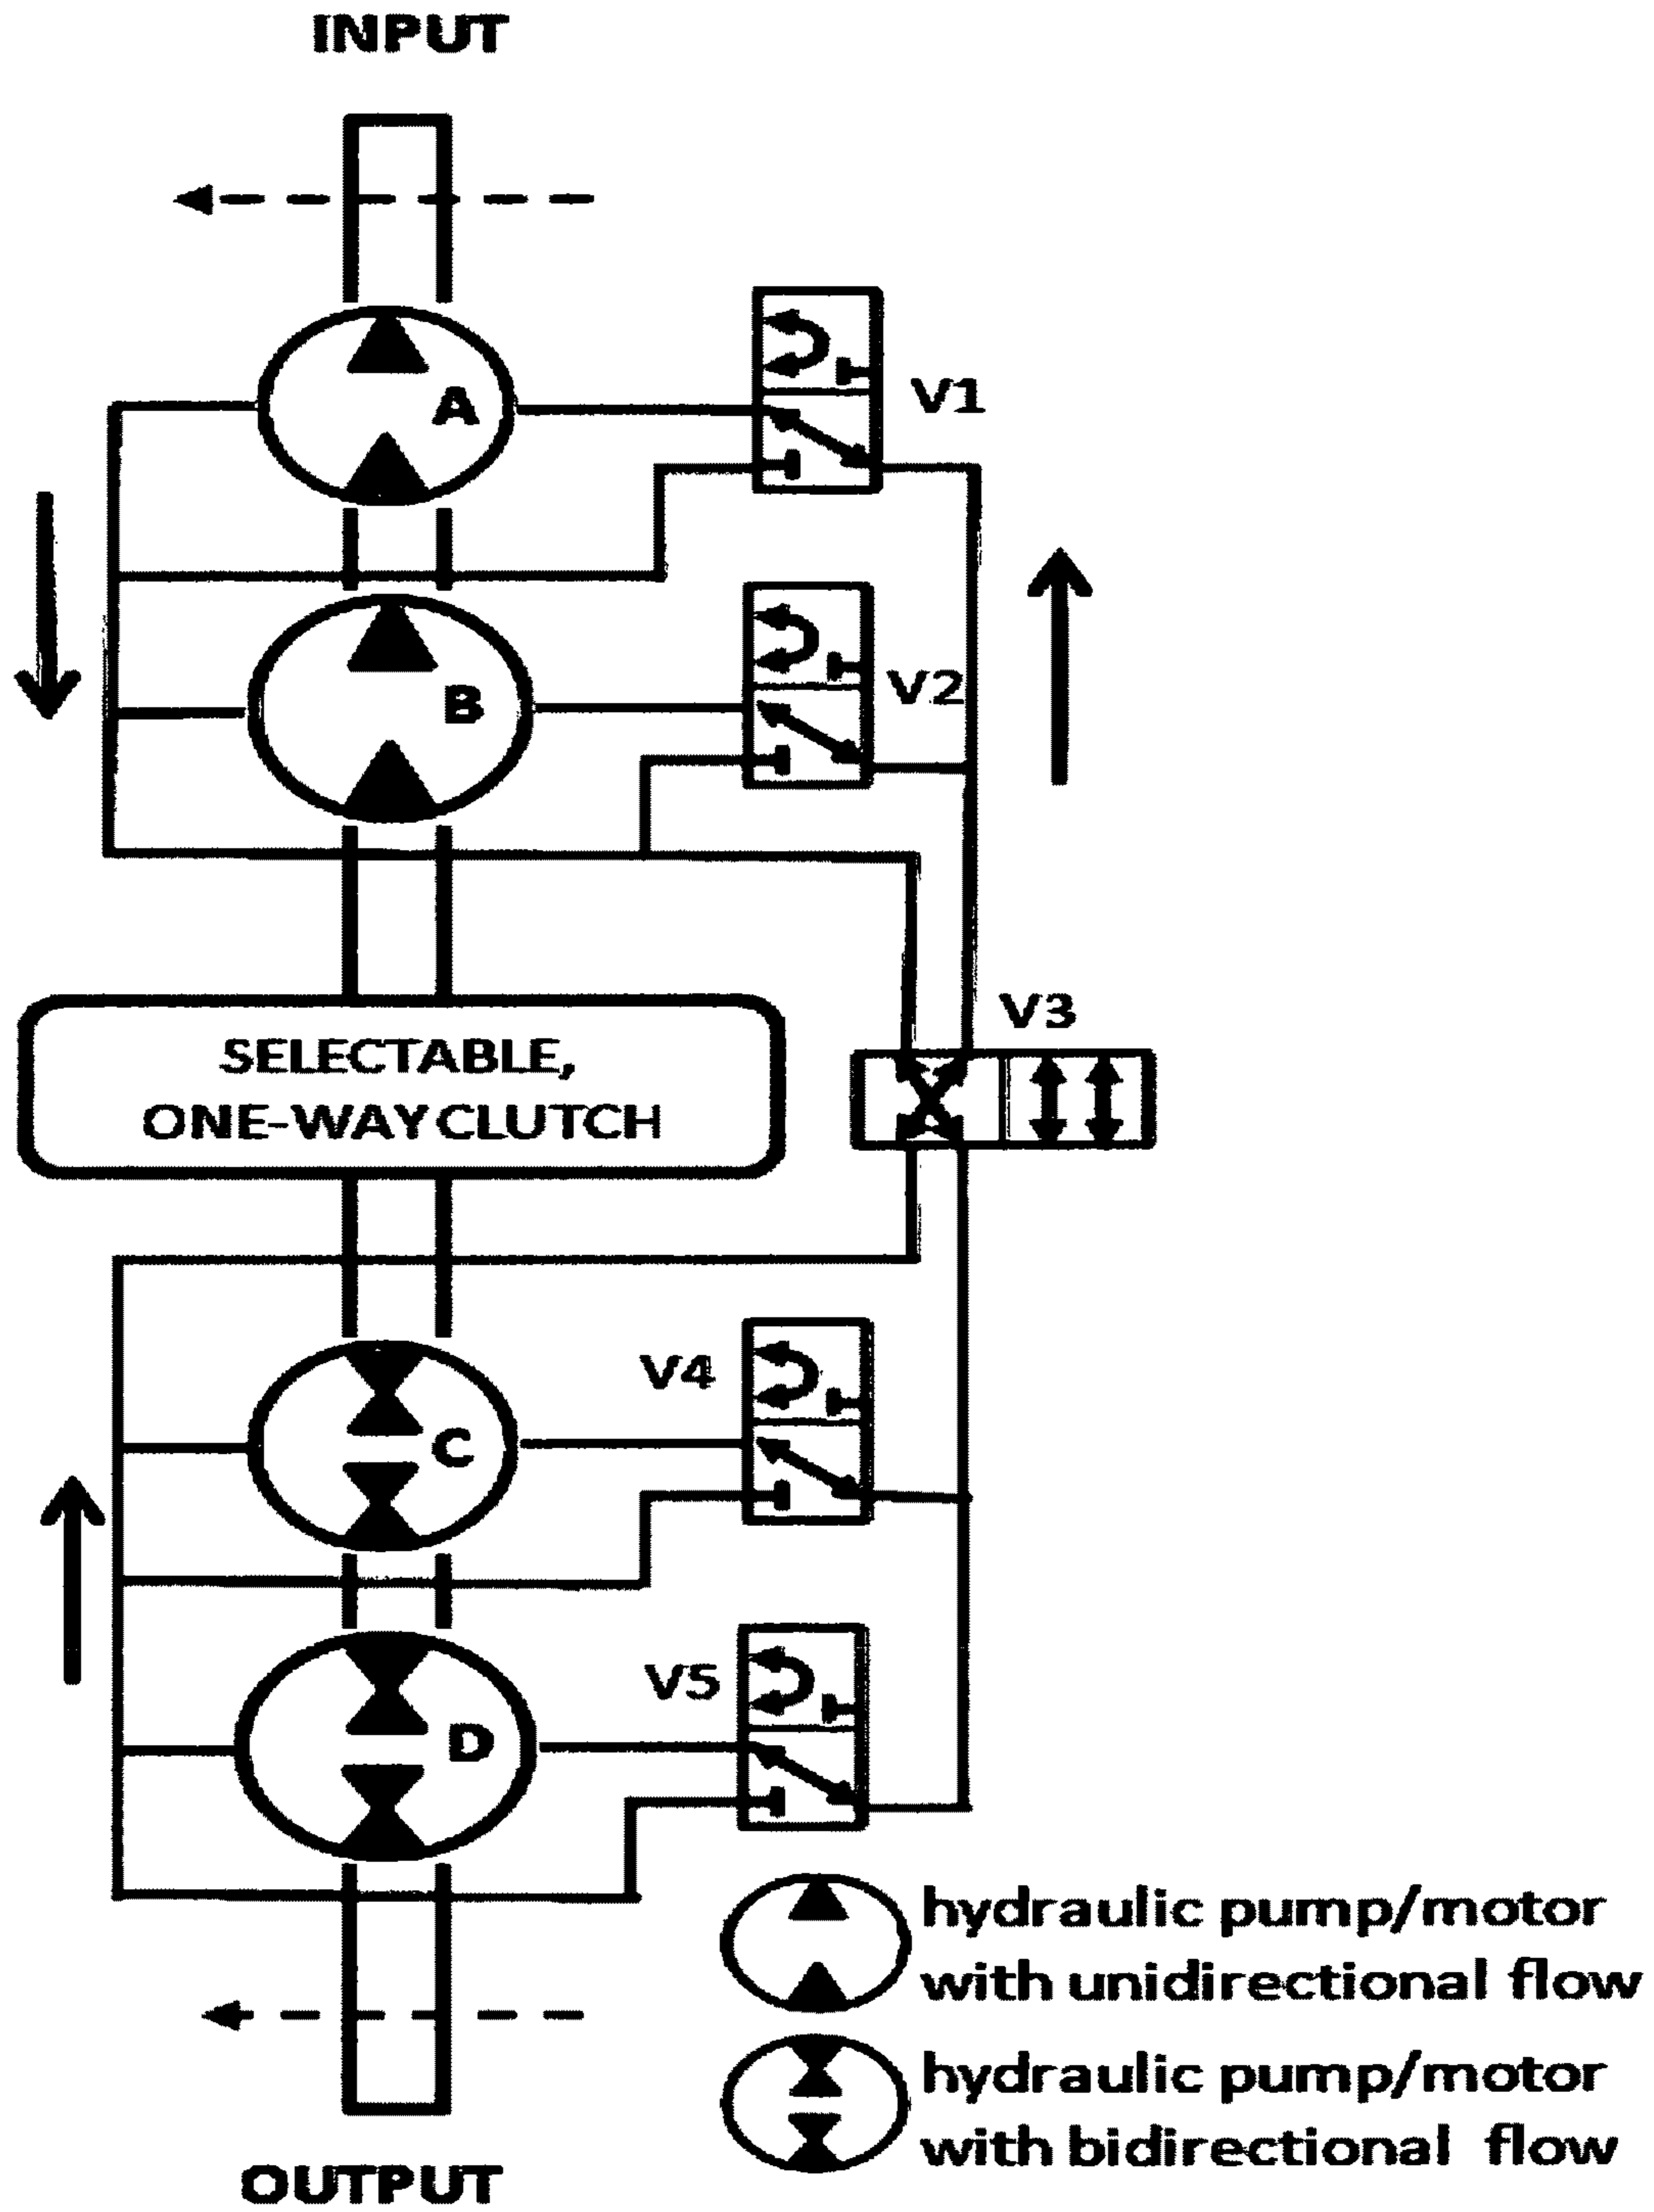 INPUT
A
V1
B
V2
V3
SELECTABLE,
ONE-WAY CLUTCH
V4
C
V5
D
hydraulic pump/motor
with unidirectional flow
hydraulic pump/motor
with bidirectional flow
OUTPUT